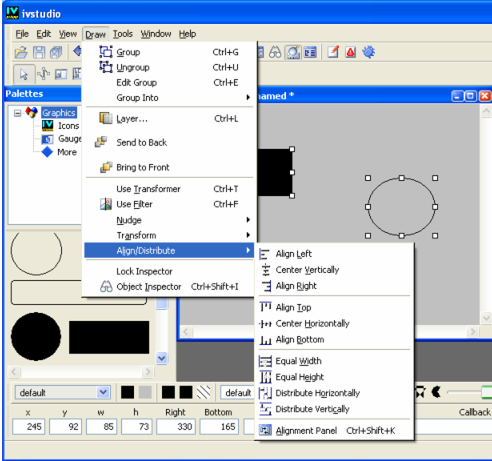 ivstudio
File Edit View Draw Tools Window Help
Group Ctrl+G
Ungroup Ctrl+U
Edit Group Ctrl+E
Group Into
Layer... Ctrl+L
Send to Back
Bring to Front
Use Transformer Ctrl+T
Use Filter Ctrl+F
Nudge
Transform
Align/Distribute
Lock Inspector
Object Inspector Ctrl+Shift+I
Palettes
Graphics
Icons
Gauge
More
named *
Align Left
Center Vertically
Align Right
Align Top
Center Horizontally
Align Bottom
Equal Width
Equal Height
Distribute Horizontally
Distribute Vertically
Alignment Panel Ctrl+Shift+K
default
default
x y w h Right Bottom Callback
245 92 85 73 330 165